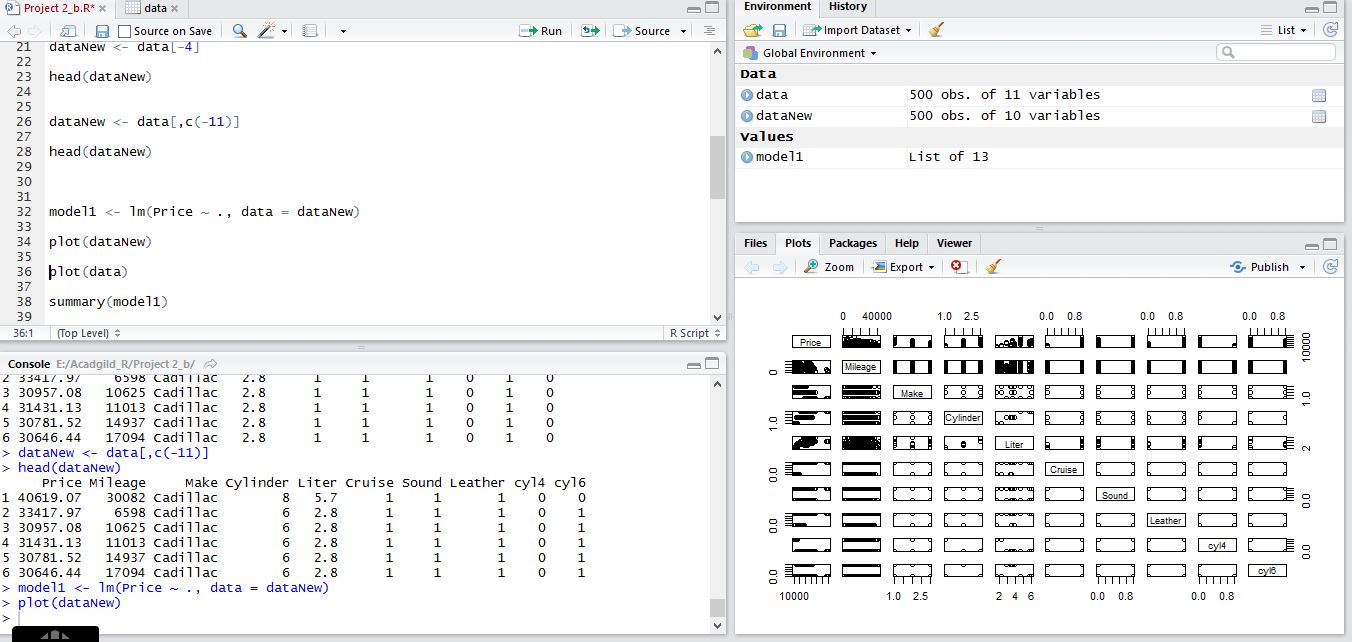 Project 2_b.R*
data
Source on Save
Run
Source
21 dataNew <- data[-4]
22
23 head(dataNew)
24
25
26 dataNew <- data[,c(-11)]
27
28 head(dataNew)
29
30
31
32 model1 <- lm(Price ~ ., data = dataNew)
33
34 plot(dataNew)
35
36 plot(data)
37
38 summary(model1)
39
36:1 (Top Level) R Script
Console E:/Acadgild_R/Project 2_b/
2 33417.97 6598 Cadillac 2.8 1 1 1 0 1 0
3 30957.08 10625 Cadillac 2.8 1 1 1 0 1 0
4 31431.13 11013 Cadillac 2.8 1 1 1 0 1 0
5 30781.52 14937 Cadillac 2.8 1 1 1 0 1 0
6 30646.44 17094 Cadillac 2.8 1 1 1 0 1 0
> dataNew <- data[,c(-11)]
> head(dataNew)
Price Mileage Make Cylinder Liter Cruise Sound Leather cyl4 cyl6
1 40619.07 30082 Cadillac 8 5.7 1 1 1 0 0
2 33417.97 6598 Cadillac 6 2.8 1 1 1 0 1
3 30957.08 10625 Cadillac 6 2.8 1 1 1 0 1
4 31431.13 11013 Cadillac 6 2.8 1 1 1 0 1
5 30781.52 14937 Cadillac 6 2.8 1 1 1 0 1
6 30646.44 17094 Cadillac 6 2.8 1 1 1 0 1
> model1 <- lm(Price ~ ., data = dataNew)
> plot(dataNew)
>
Environment History
Import Dataset
List
Global Environment
Data
data 500 obs. of 11 variables
dataNew 500 obs. of 10 variables
Values
model1 List of 13
Files Plots Packages Help Viewer
Zoom Export Publish
0 40000 1.0 2.5 0.0 0.8 0.0 0.8 0.0 0.8
Price
10000
Mileage
0
Make
1.0
Cylinder
1.0
Liter
2
Cruise
0.0
Sound
0.0
Leather
0.0
cyl4
0.0
cyl6
0.0
10000 1.0 2.5 2 4 6 0.0 0.8 0.0 0.8